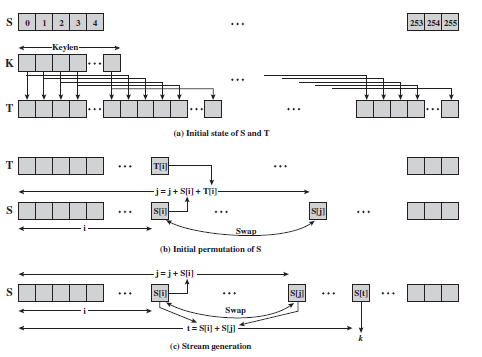 S 0 1 2 3 4 ... 253 254 255
Keylen
K ...
...
T ... ... ... ...
(a) Initial state of S and T
T ... T[i] ...
j = j + S[i] + T[i]
S ... S[i] ... S[j] ...
i
Swap
(b) Initial permutation of S
j = j + S[i]
S ... S[i] ... S[j] ... S[t] ...
i
Swap
t = S[i] + S[j]
k
(c) Stream generation